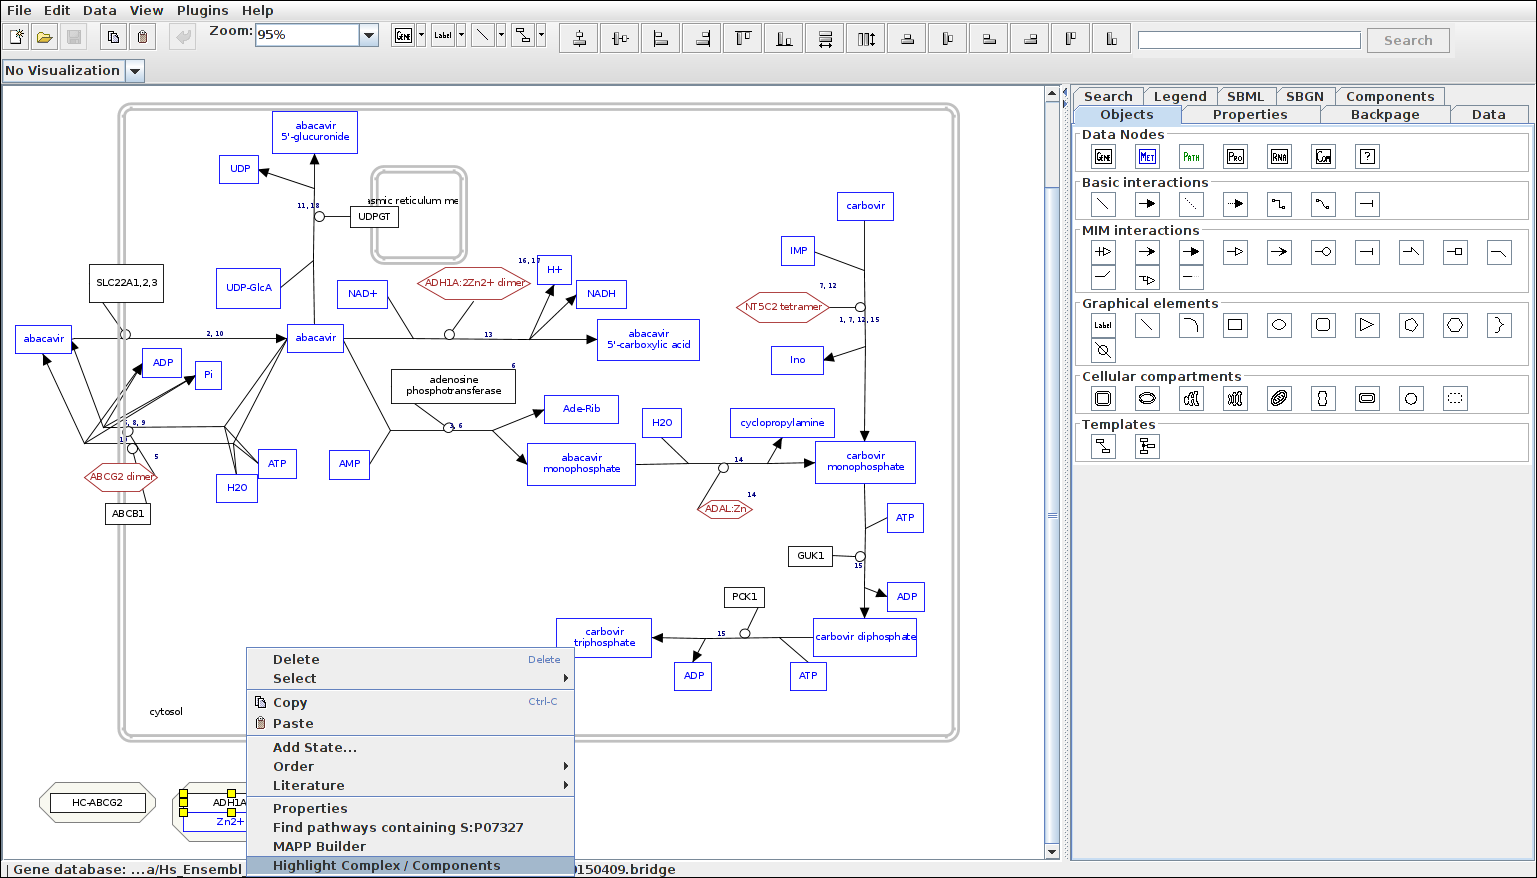 File Edit Data View Plugins Help
Zoom: 95%
Gene Label
Search
No Visualization
Search Legend SBML SBGN Components
Objects Properties Backpage Data
Data Nodes
Gene Met Path Pro RNA Com ?
Basic interactions
MIM interactions
Graphical elements
Label
Cellular compartments
Templates
abacavir
5'-glucuronide
UDP
11, 18
asmic reticulum me
UDPGT
carbovir
IMP
SLC22A1,2,3
UDP-GlcA
NAD+
ADH1A:2Zn2+ dimer
H+
NADH
7, 12
NT5C2 tetramer
1, 7, 12, 15
abacavir
2, 10
abacavir
13
abacavir
5'-carboxylic acid
Ino
ADP
Pi
6
adenosine
phosphotransferase
Ade-Rib
H2O
cyclopropylamine
8, 9
5
AMP
abacavir
monophosphate
14
carbovir
monophosphate
ABCG2 dimer
ATP
H2O
14
ADAL:Zn
ATP
ABCB1
GUK1
15
PCK1
ADP
carbovir
triphosphate
15
carbovir diphosphate
ADP
ATP
cytosol
HC-ABCG2
ADH1A
Zn2+
Delete Delete
Select
Copy Ctrl-C
Paste
Add State...
Order
Literature
Properties
Find pathways containing S:P07327
MAPP Builder
Highlight Complex / Components
| Gene database: ...a/Hs_Ensembl_ 0150409.bridge